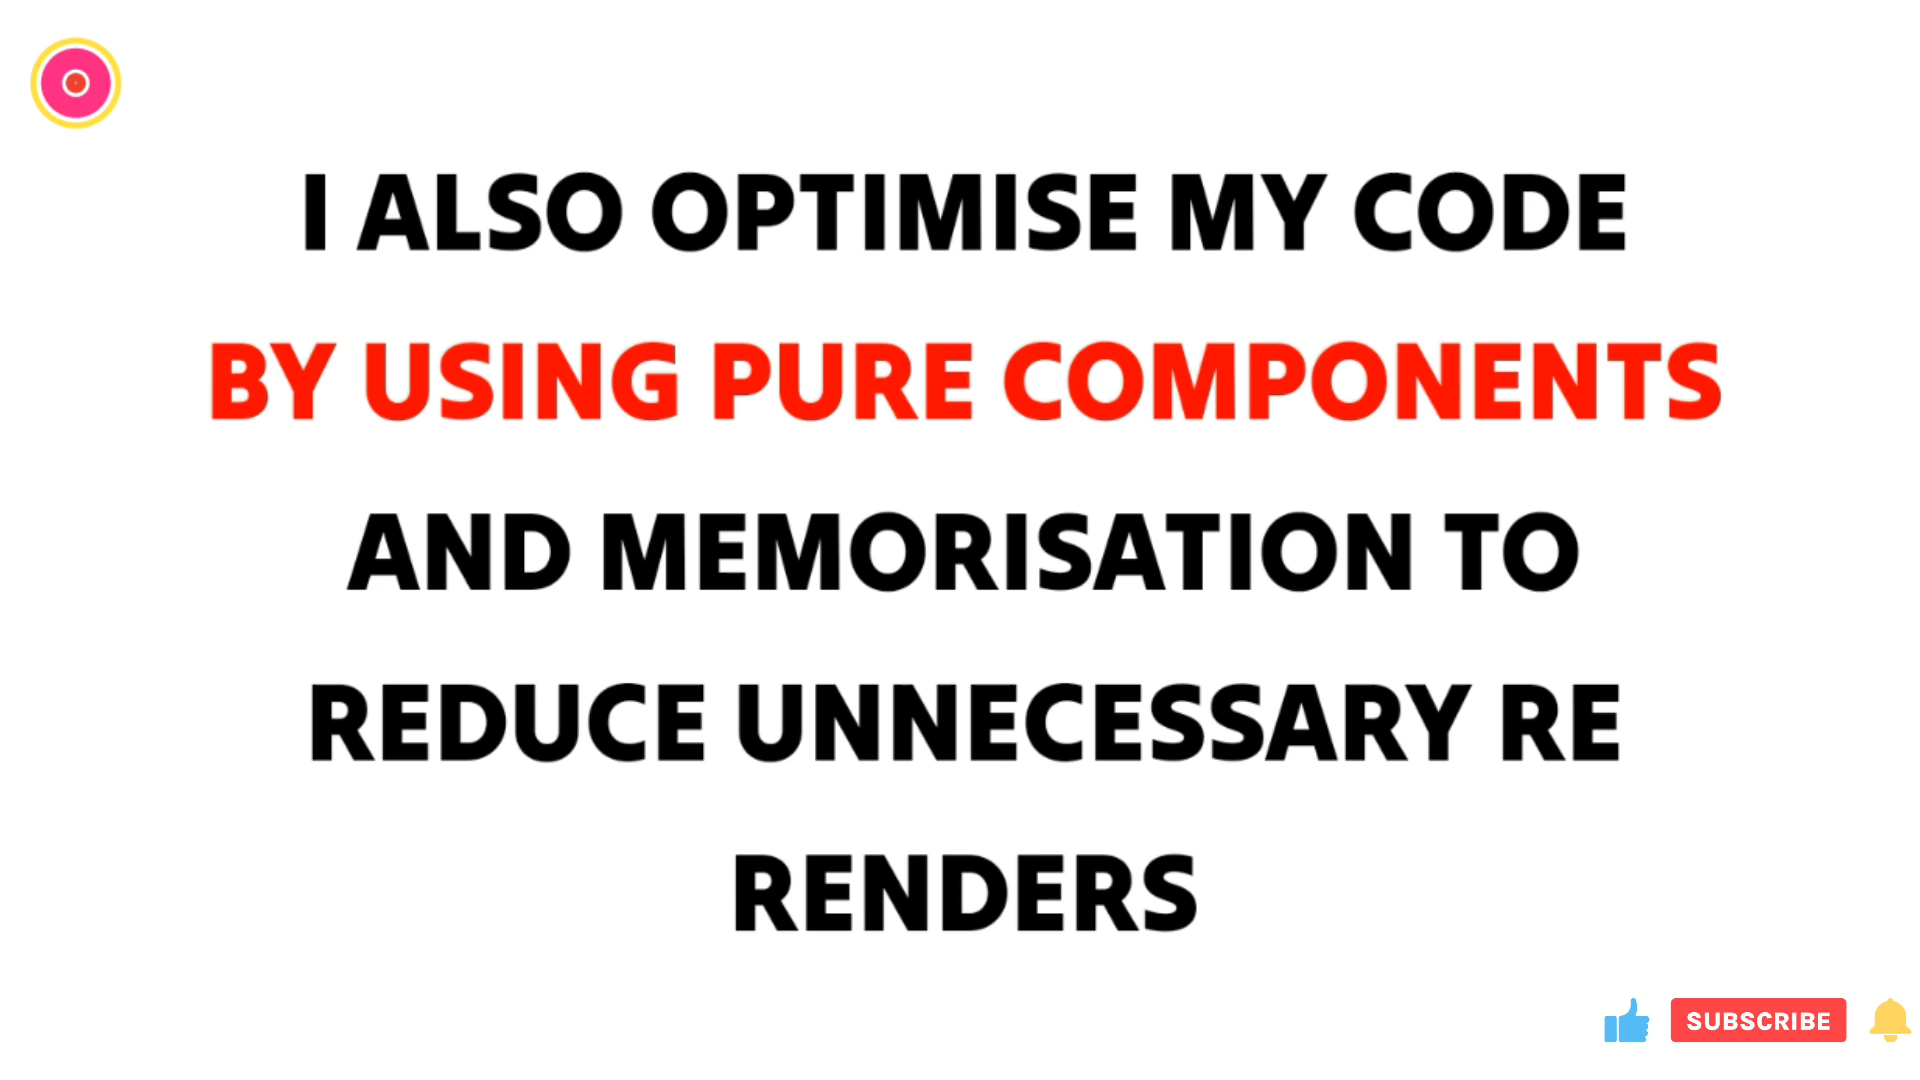 I ALSO OPTIMISE MY CODE
BY USING PURE COMPONENTS
AND MEMORISATION TO
REDUCE UNNECESSARY RE
RENDERS
SUBSCRIBE